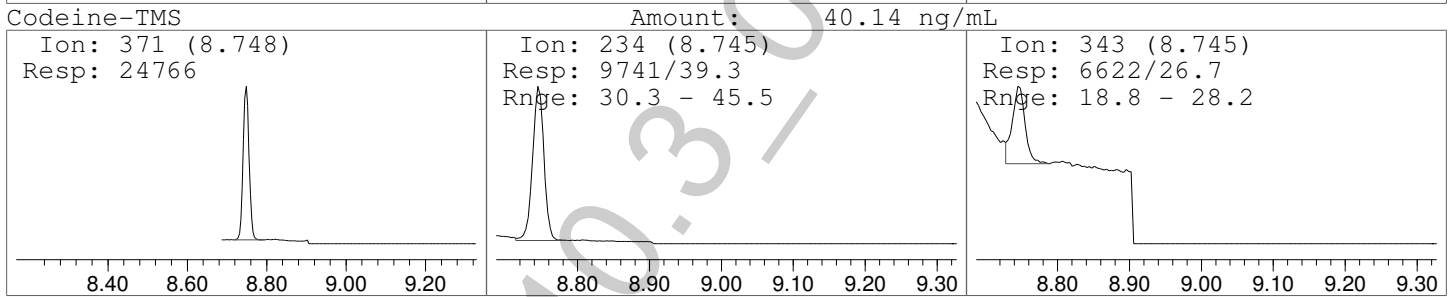 Codeine-TMS Amount: 40.14 ng/mL
Ion: 371 (8.748)
Resp: 24766
8.40 8.60 8.80 9.00 9.20
Ion: 234 (8.745)
Resp: 9741/39.3
Rnge: 30.3 - 45.5
8.80 8.90 9.00 9.10 9.20 9.30
Ion: 343 (8.745)
Resp: 6622/26.7
Rnge: 18.8 - 28.2
8.80 8.90 9.00 9.10 9.20 9.30
0.3_0